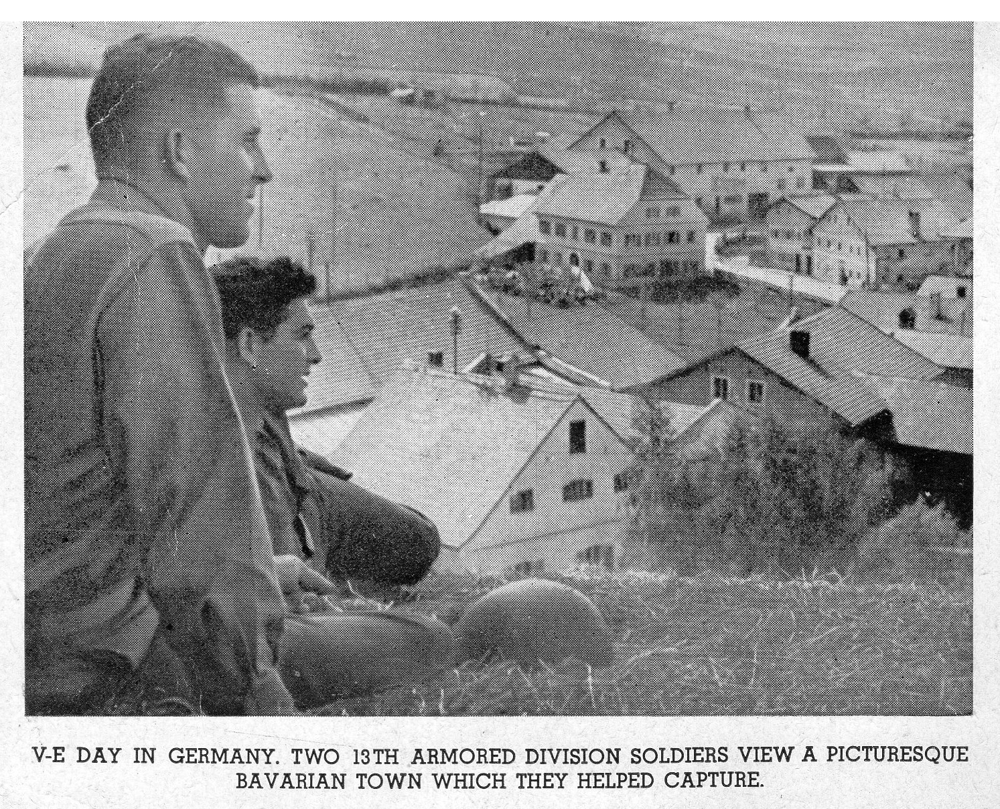 V-E DAY IN GERMANY. TWO 13TH ARMORED DIVISION SOLDIERS VIEW A PICTURESQUE
BAVARIAN TOWN WHICH THEY HELPED CAPTURE.